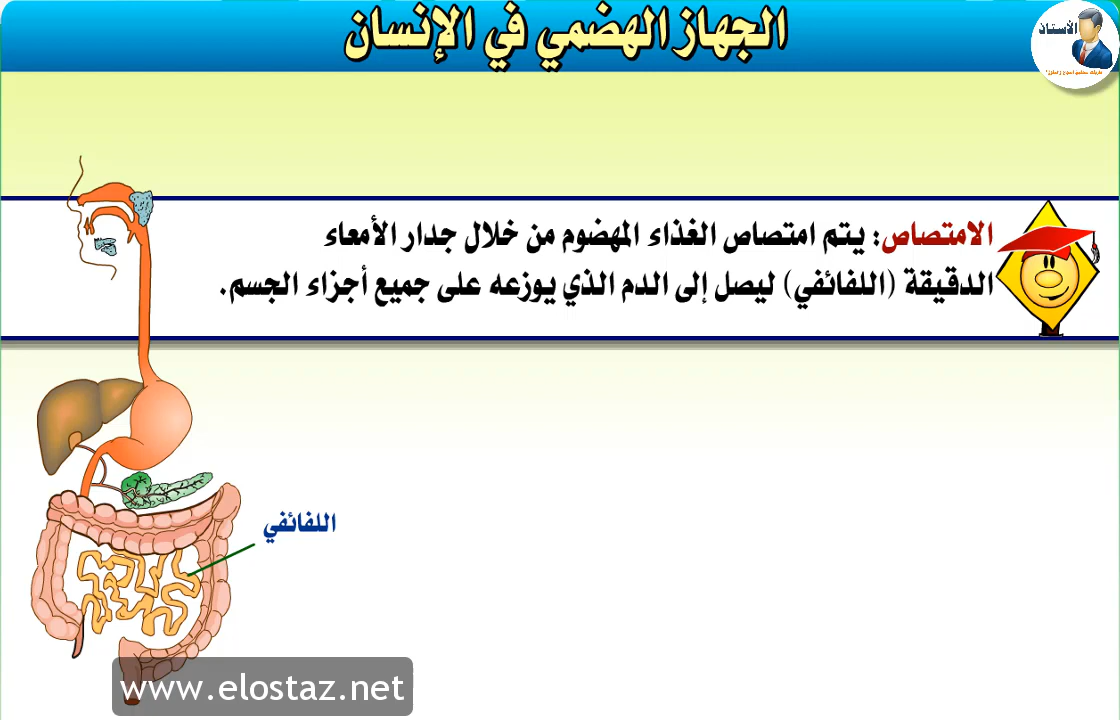 الجهاز الهضمي في الإنسان
الأستاذ
الامتصاص: يتم امتصاص الغذاء المهضوم من خلال جدار الأمعاء
الدقيقة (اللفائفي) ليصل إلى الدم الذي يوزعه على جميع أجزاء الجسم.
اللفائفي
www.elostaz.net